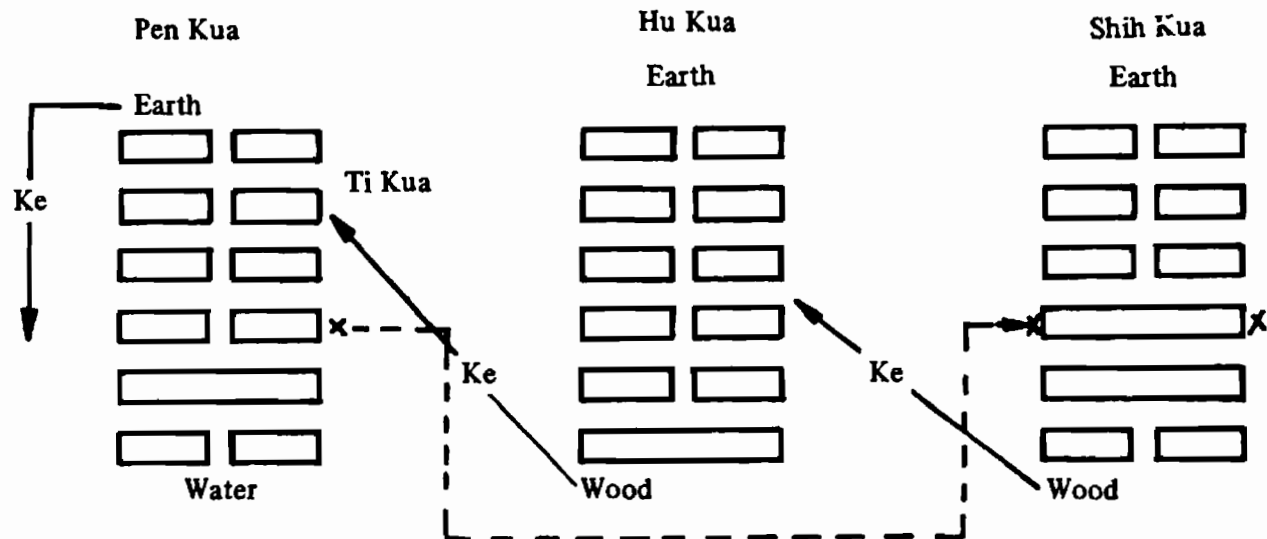 Pen Kua
Hu Kua
Shih Kua
Earth
Earth
Earth
Ke
Ti Kua
x
x
x
Ke
Ke
Water
Wood
Wood